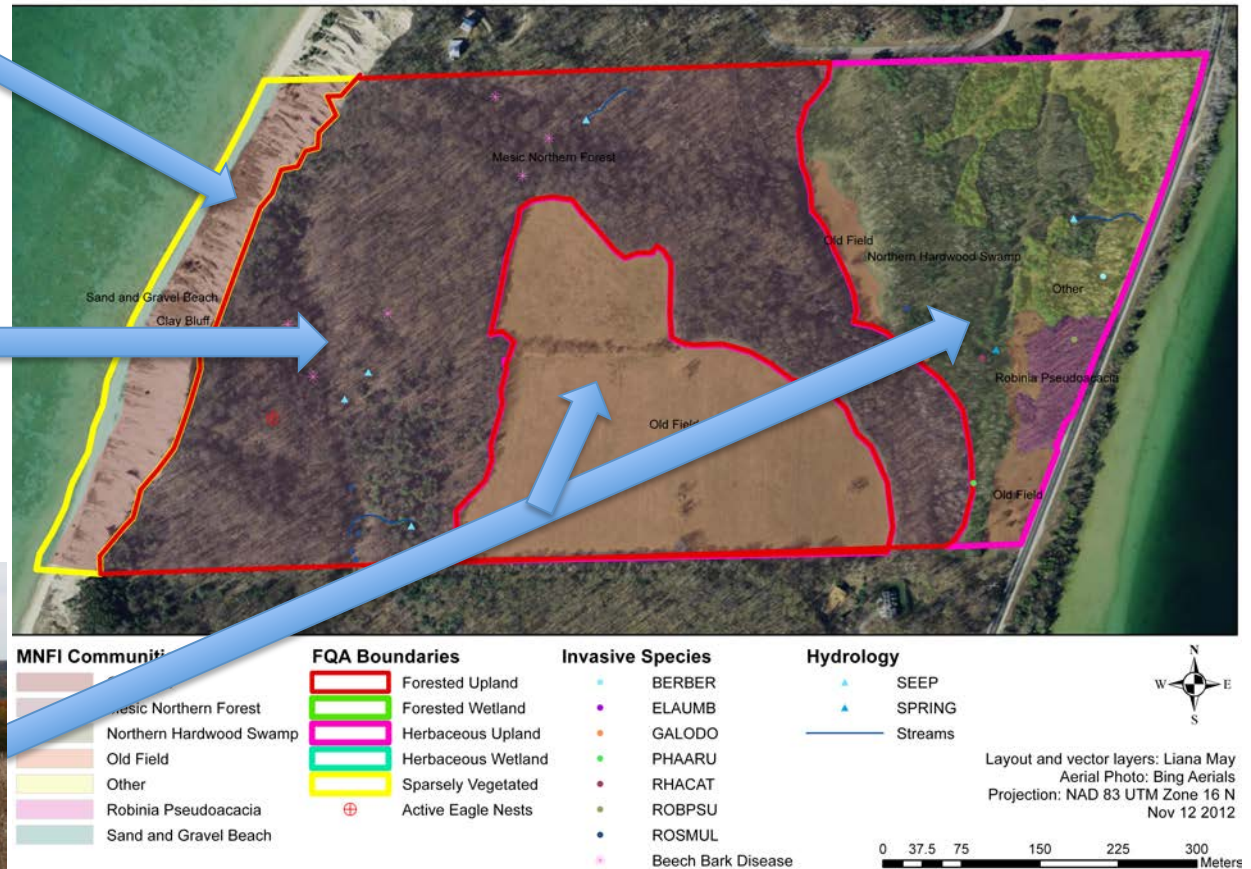 Mesic Northern Forest
Old Field
Northern Hardwood Swamp
Sand and Gravel Beach
Other
Clay Bluff
Robinia Pseudoacacia
Old Field
Old Field
MNFI
Mesic Northern Forest
Northern Hardwood Swamp
Old Field
Other
Robinia Pseudoacacia
Sand and Gravel Beach
FQA Boundaries
Forested Upland
Forested Wetland
Herbaceous Upland
Herbaceous Wetland
Sparsely Vegetated
Active Eagle Nests
Invasive Species
BERBER
ELAUMB
GALODO
PHAARU
RHACAT
ROBPSU
ROSMUL
Beech Bark Disease
Hydrology
SEEP
SPRING
Streams
N
W E
S
Layout and vector layers: Liana May
Aerial Photo: Bing Aerials
Projection: NAD 83 UTM Zone 16 N
Nov 12 2012
0 37.5 75 150 225 300
Meters